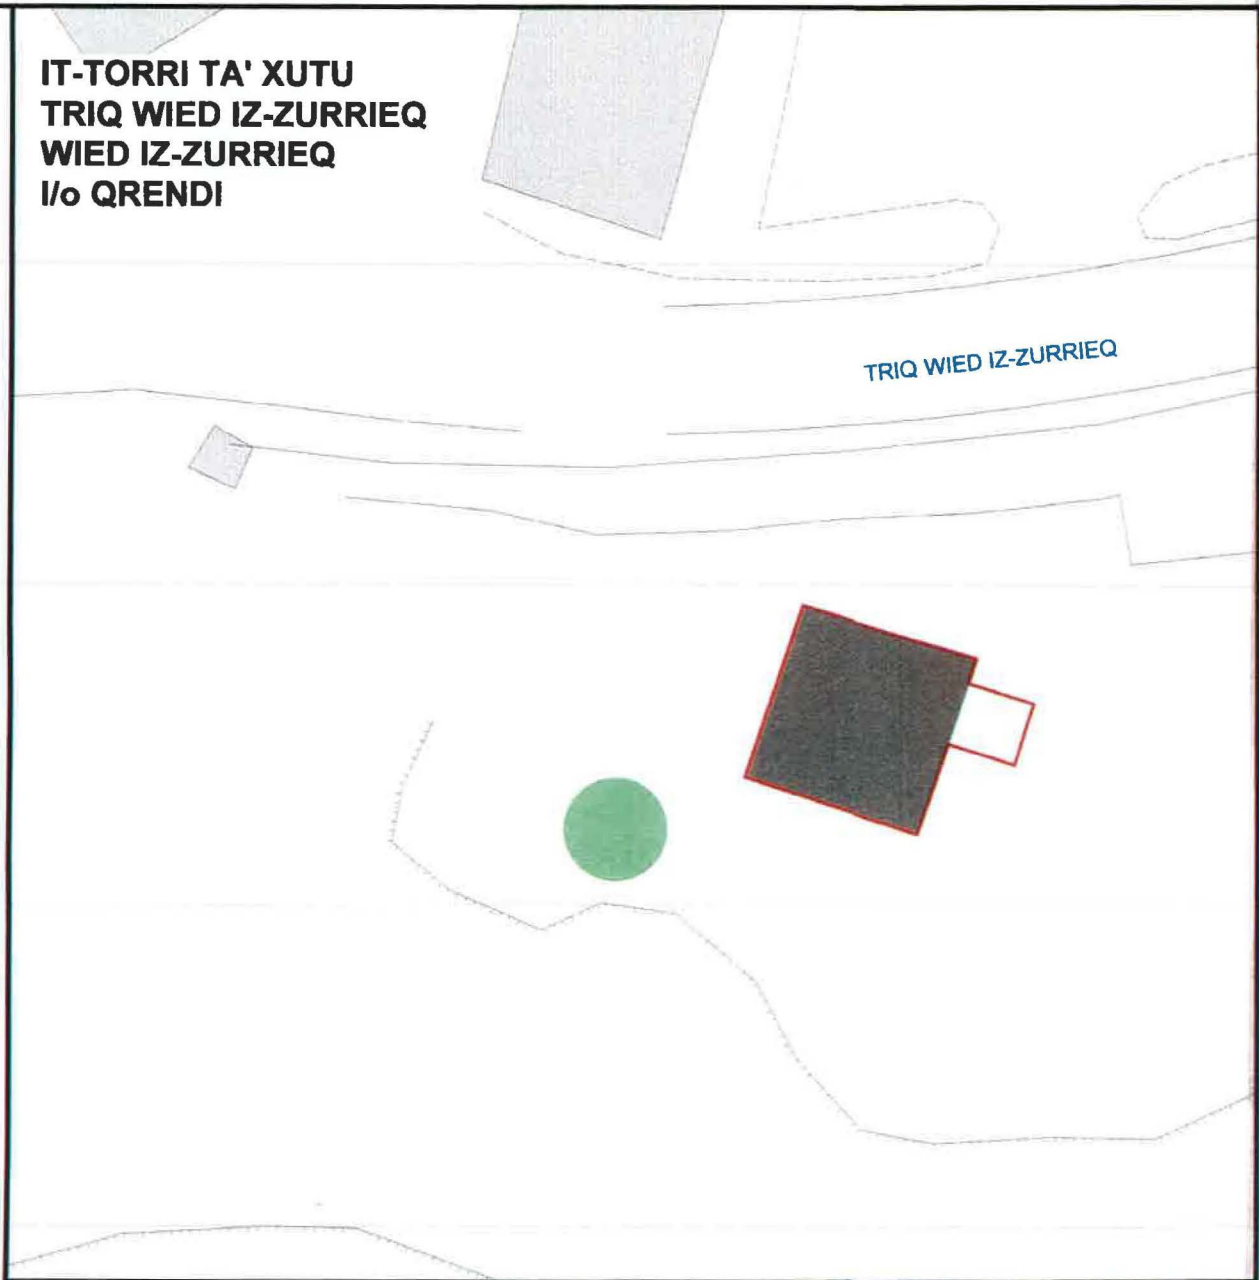 IT-TORRI TA' XUTU
TRIQ WIED IZ-ZURRIEQ
WIED IZ-ZURRIEQ
l/o QRENDI
TRIQ WIED IZ-ZURRIEQ